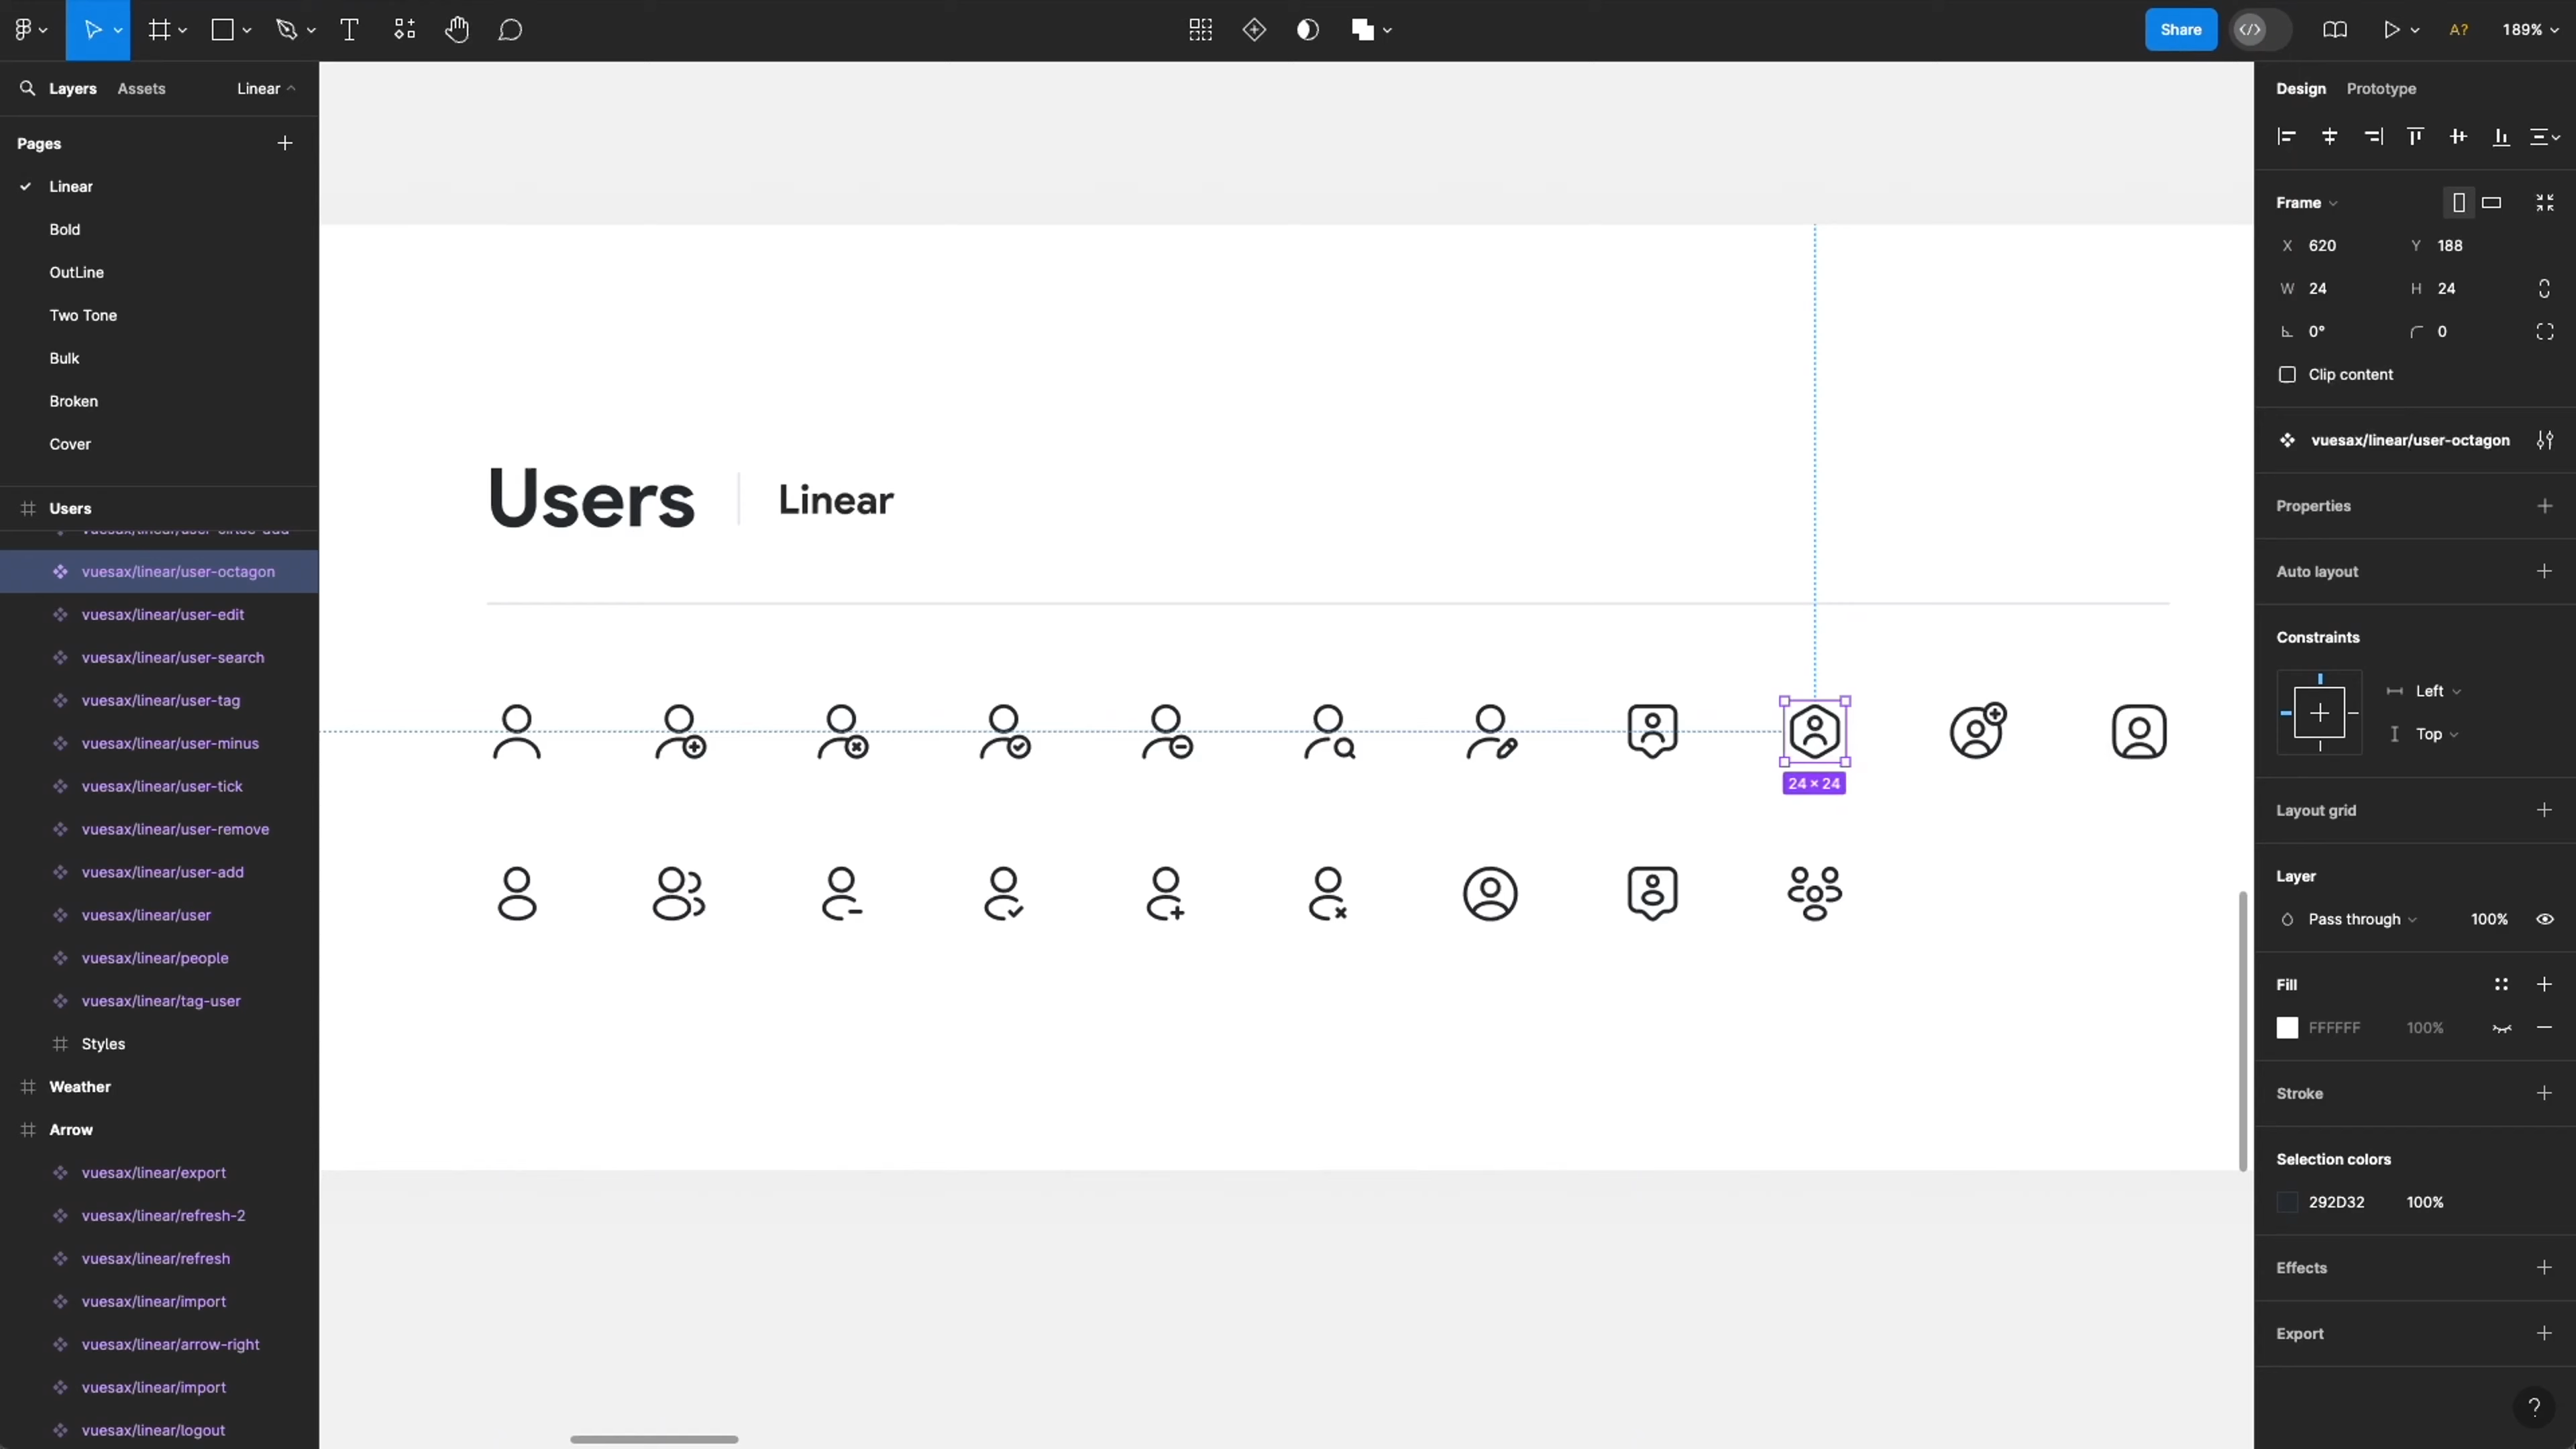 Share
A?
189%
Layers
Assets
Linear
Pages
Linear
Bold
OutLine
Two Tone
Bulk
Broken
Cover
Users
vuesax/linear/user-octagon
vuesax/linear/user-edit
vuesax/linear/user-search
vuesax/linear/user-tag
vuesax/linear/user-minus
vuesax/linear/user-tick
vuesax/linear/user-remove
vuesax/linear/user-add
vuesax/linear/user
vuesax/linear/people
vuesax/linear/tag-user
Styles
Weather
Arrow
vuesax/linear/export
vuesax/linear/refresh-2
vuesax/linear/refresh
vuesax/linear/import
vuesax/linear/arrow-right
vuesax/linear/import
vuesax/linear/logout
Users
Linear
24 × 24
Design
Prototype
Frame
X 620 Y 188
W 24 H 24
0° 0
Clip content
vuesax/linear/user-octagon
Properties
Auto layout
Constraints
Left
Top
Layout grid
Layer
Pass through 100%
Fill
FFFFFF 100%
Stroke
Selection colors
292D32 100%
Effects
Export
?